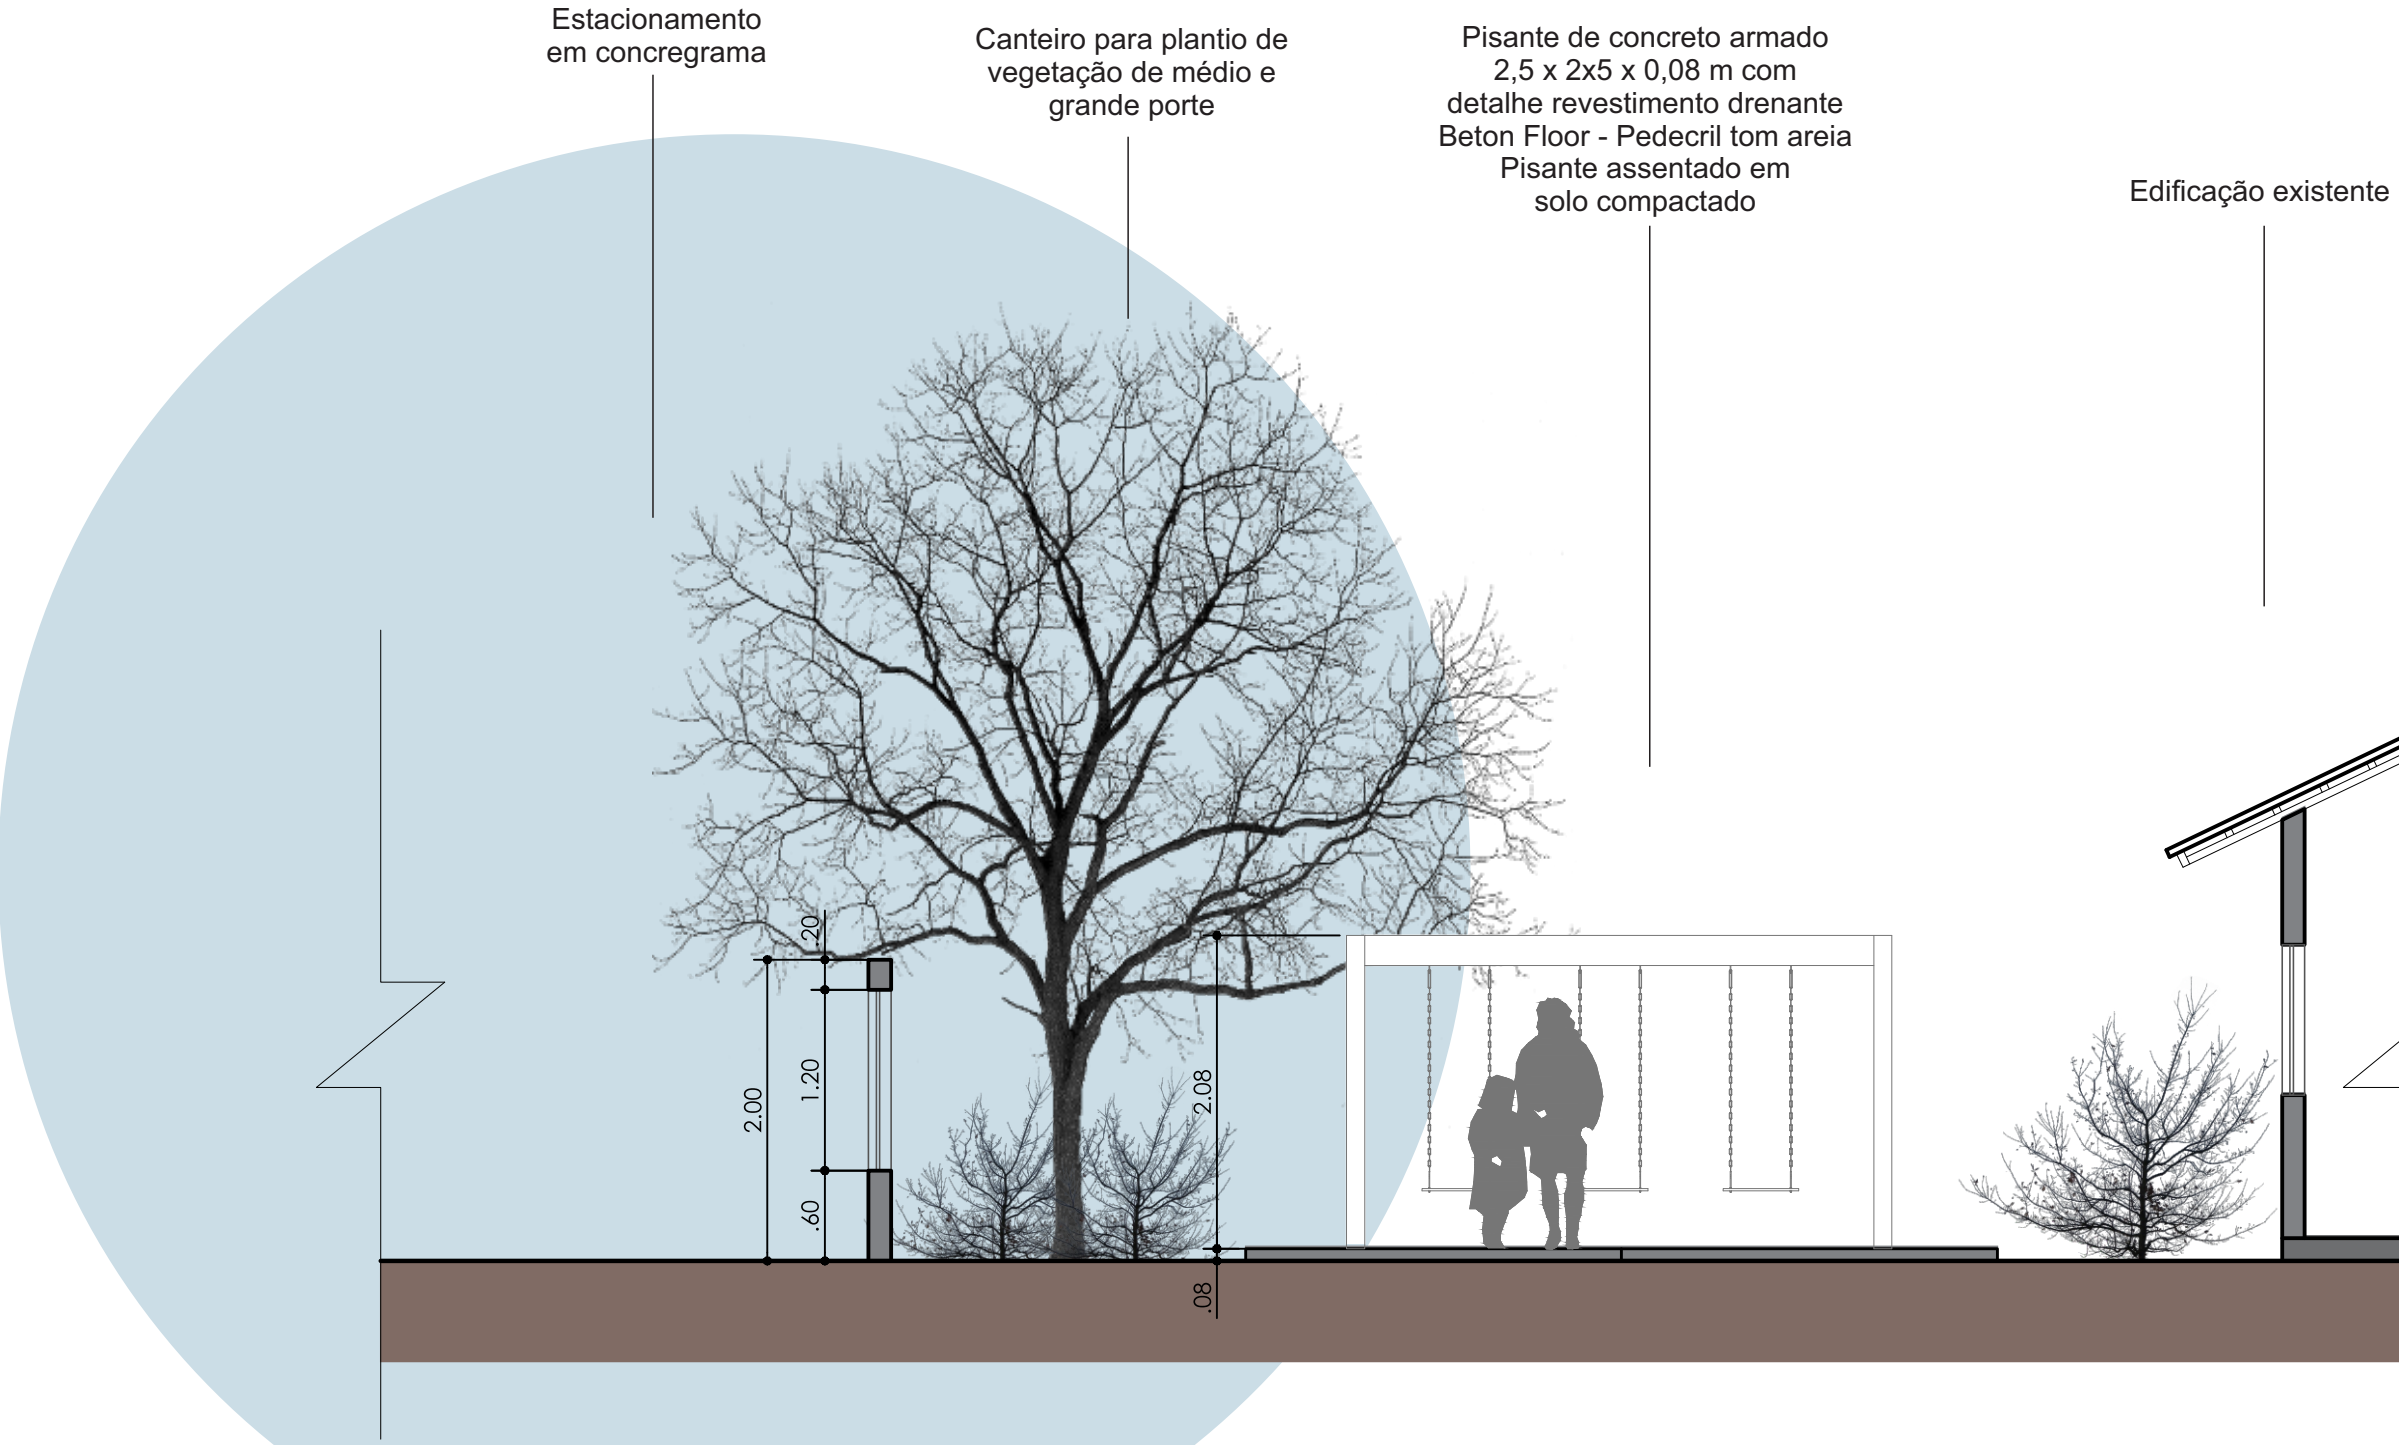 Estacionamento
em concregrama
Canteiro para plantio de
vegetação de médio e
grande porte
Pisante de concreto armado
2,5 x 2x5 x 0,08 m com
detalhe revestimento drenante
Beton Floor - Pedecril tom areia
Pisante assentado em
solo compactado
Edificação existente
.20
2.00
1.20
.60
2.08
.08